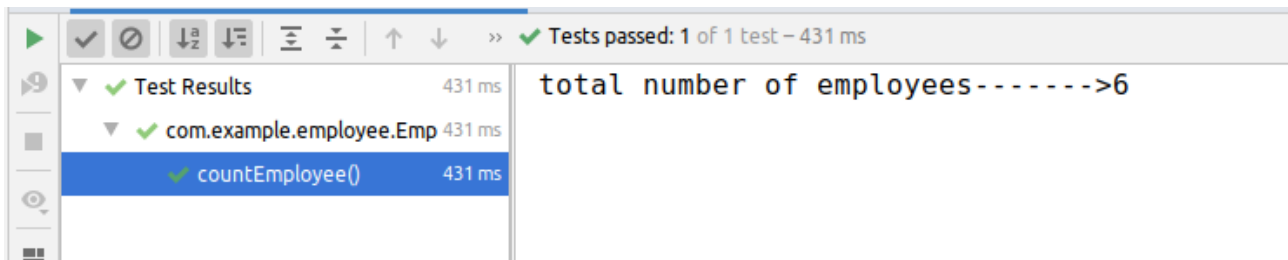 Tests passed: 1 of 1 test – 431 ms
Test Results 431 ms
com.example.employee.Emp 431 ms
countEmployee() 431 ms
total number of employees------->6